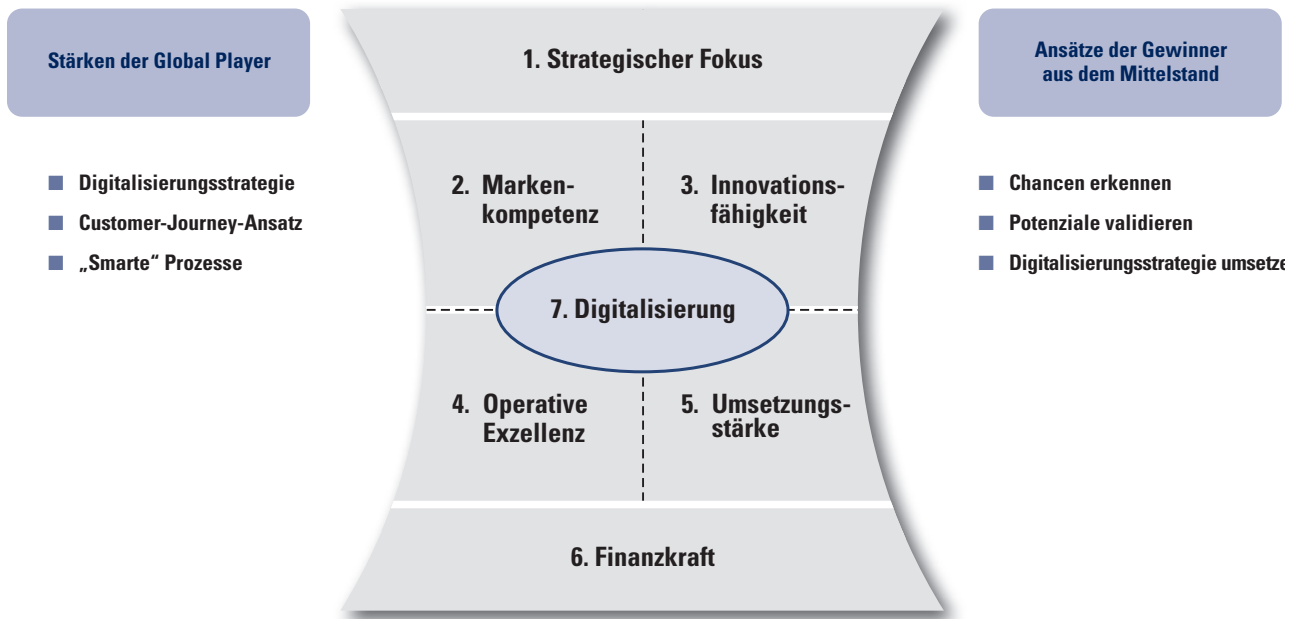 Stärken der Global Player
■ Digitalisierungsstrategie
■ Customer-Journey-Ansatz
■ „Smarte“ Prozesse
1. Strategischer Fokus
2. Marken-
kompetenz
3. Innovations-
fähigkeit
7. Digitalisierung
4. Operative
Exzellenz
5. Umsetzungs-
stärke
6. Finanzkraft
Ansätze der Gewinner
aus dem Mittelstand
■ Chancen erkennen
■ Potenziale validieren
■ Digitalisierungsstrategie umsetze